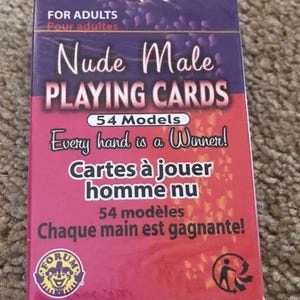 FOR ADULTS
Pour adultes
Nude Male
PLAYING CARDS
54 Models
Every hand is a Winner!
Cartes à jouer
homme nu
54 modèles
Chaque main est gagnante!
FORUM